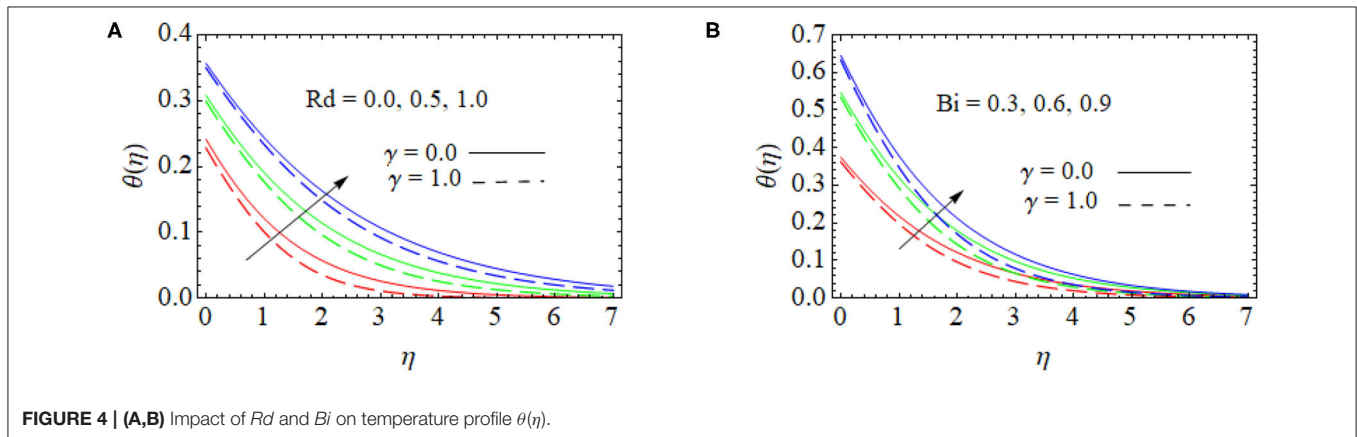 A
0.4
0.3
0.2
0.1
0.0
θ(η)
Rd = 0.0, 0.5, 1.0
γ = 0.0
γ = 1.0
0 1 2 3 4 5 6 7
η
B
0.7
0.6
0.5
0.4
0.3
0.2
0.1
0.0
θ(η)
Bi = 0.3, 0.6, 0.9
γ = 0.0
γ = 1.0
0 1 2 3 4 5 6 7
η
FIGURE 4 | (A,B) Impact of Rd and Bi on temperature profile θ(η).